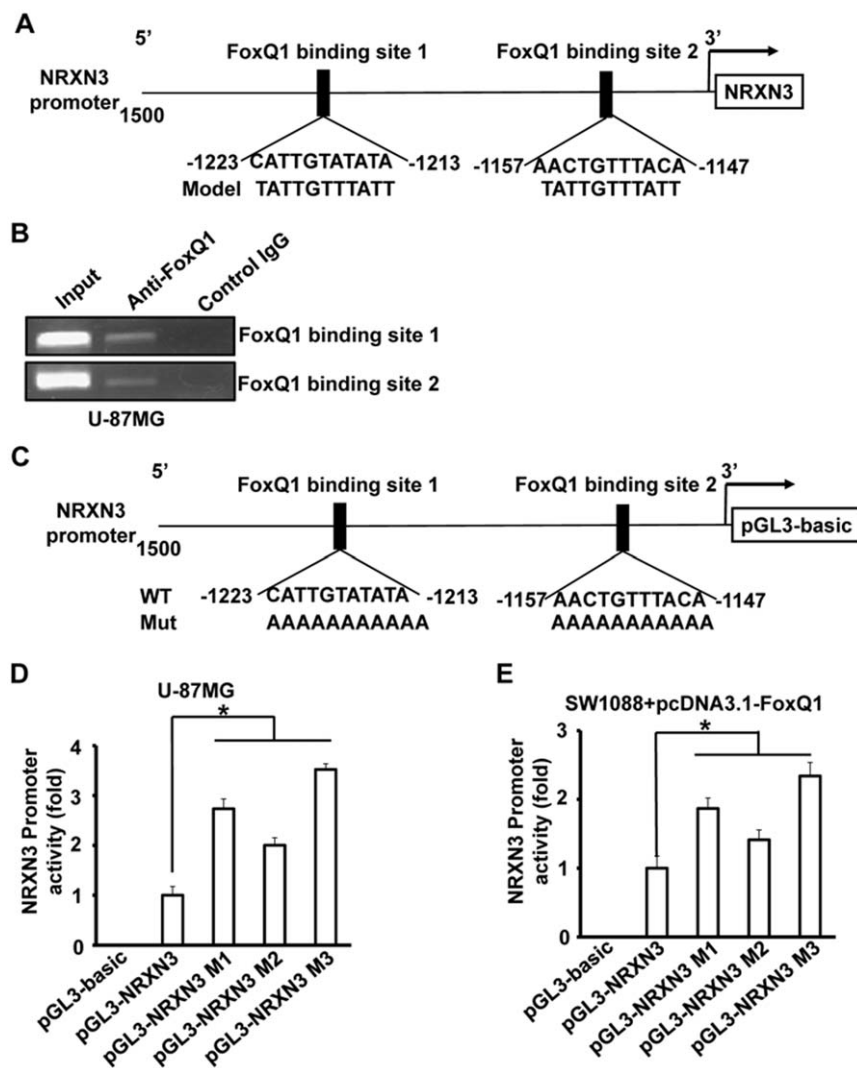 A
5’
FoxQ1 binding site 1
FoxQ1 binding site 2
3’
NRXN3
promoter
1500
NRXN3
-1223 CATTGTATATA -1213
-1157 AACTGTTTACA -1147
Model TATTGTTTATT
TATTGTTTATT
B
Input
Anti-FoxQ1
Control IgG
FoxQ1 binding site 1
FoxQ1 binding site 2
U-87MG
C
5’
FoxQ1 binding site 1
FoxQ1 binding site 2
3’
NRXN3
promoter
1500
pGL3-basic
WT -1223 CATTGTATATA -1213
-1157 AACTGTTTACA -1147
Mut AAAAAAAAAAA
AAAAAAAAAAA
D
U-87MG
*
NRXN3 Promoter
activity (fold)
4
3
2
1
0
pGL3-basic
pGL3-NRXN3
pGL3-NRXN3 M1
pGL3-NRXN3 M2
pGL3-NRXN3 M3
E
SW1088+pcDNA3.1-FoxQ1
*
NRXN3 Promoter
activity (fold)
3
2
1
0
pGL3-basic
pGL3-NRXN3
pGL3-NRXN3 M1
pGL3-NRXN3 M2
pGL3-NRXN3 M3